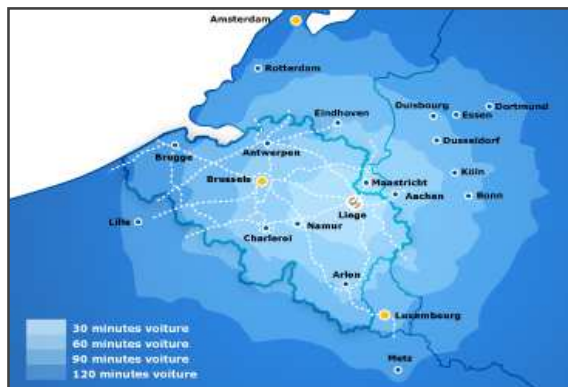 Amsterdam
Rotterdam
Eindhoven
Duisbourg
Dortmund
Essen
Dusseldorf
Brugge
Antwerpen
Brussels
Maastricht
Köln
Aachen
Bonn
Liege
Lille
Namur
Charleroi
Arlon
Luxembourg
Metz
30 minutes voiture
60 minutes voiture
90 minutes voiture
120 minutes voiture